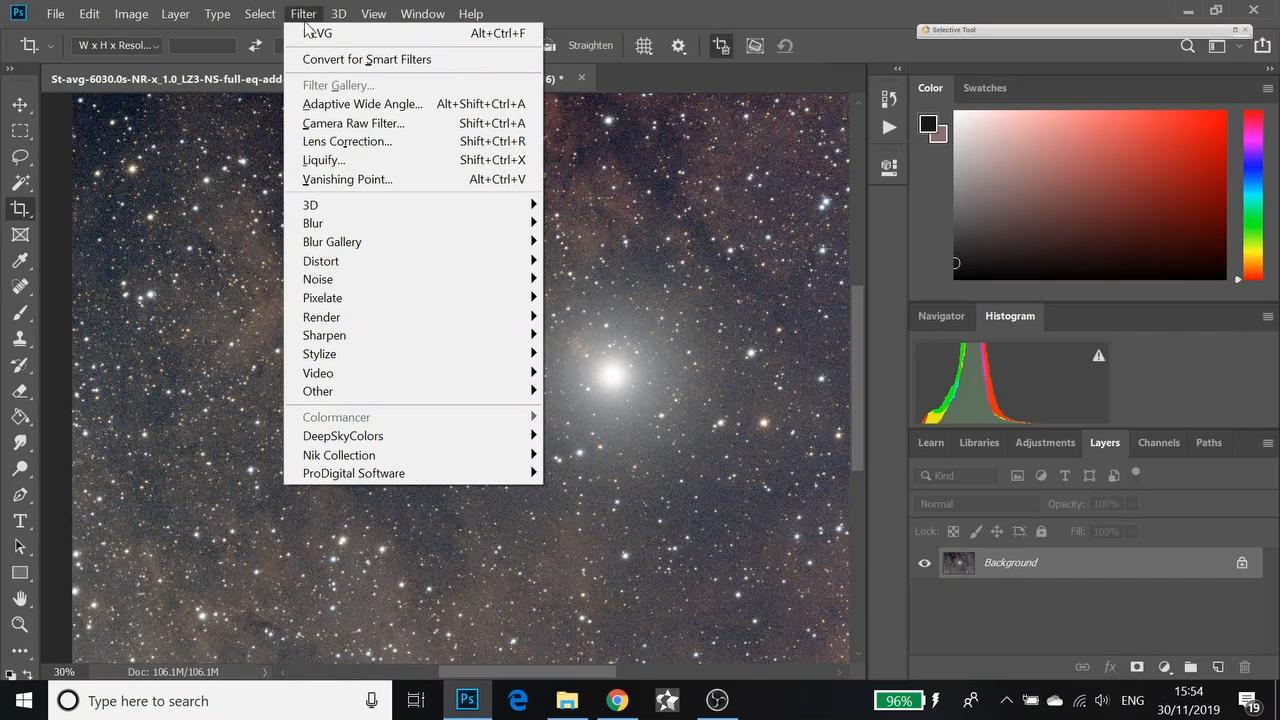 Ps File Edit Image Layer Type Select Filter 3D View Window Help
Selective Tool
W x H x Resol... Straighten
VG Alt+Ctrl+F
Convert for Smart Filters
Filter Gallery...
Adaptive Wide Angle... Alt+Shift+Ctrl+A
Camera Raw Filter... Shift+Ctrl+A
Lens Correction... Shift+Ctrl+R
Liquify... Shift+Ctrl+X
Vanishing Point... Alt+Ctrl+V
3D
Blur
Blur Gallery
Distort
Noise
Pixelate
Render
Sharpen
Stylize
Video
Other
Colormancer
DeepSkyColors
Nik Collection
ProDigital Software
St-avg-6030.0s-NR-x_1.0_LZ3-NS-full-eq-add- 6) *
Color Swatches
Navigator Histogram
Learn Libraries Adjustments Layers Channels Paths
Kind
Normal Opacity: 100%
Lock: Fill: 100%
Background
30% Doc: 106.1M/106.1M
Type here to search
Ps
96%
ENG
15:54
30/11/2019
19